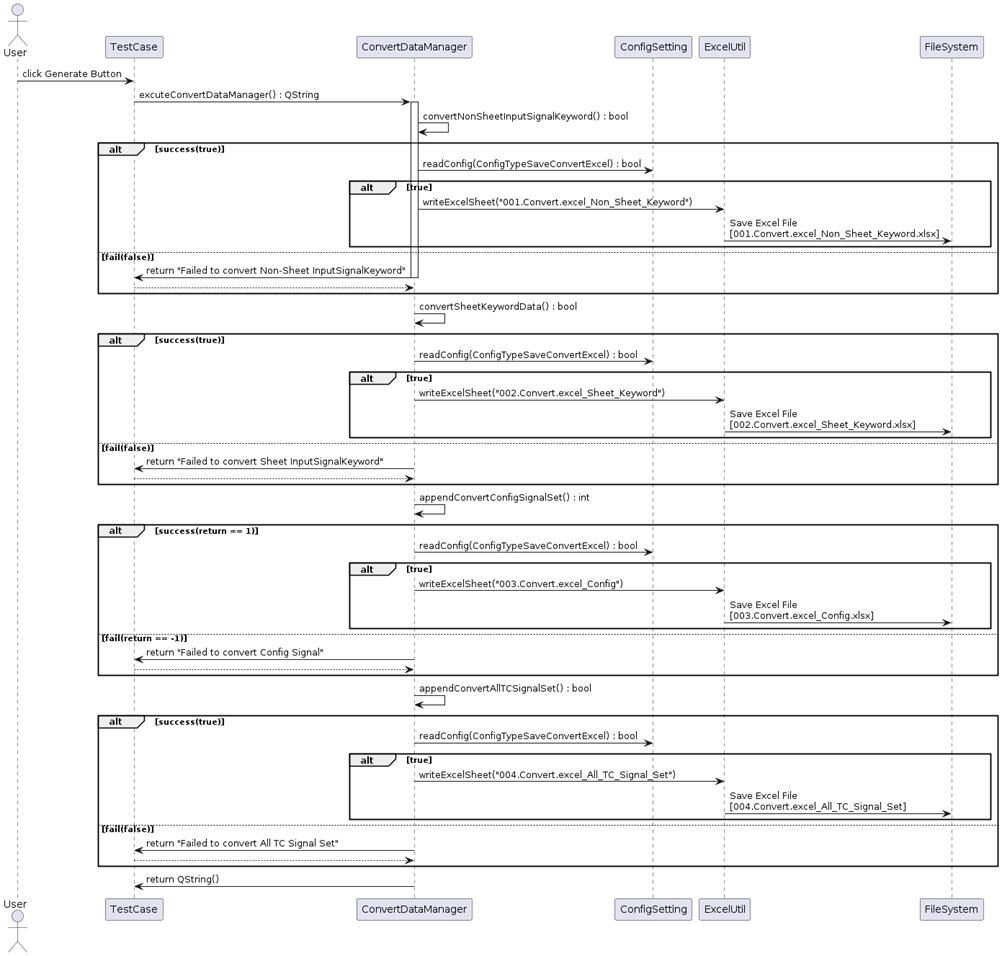 User
TestCase
ConvertDataManager
ConfigSetting
ExcelUtil
FileSystem
click Generate Button
excuteConvertDataManager() : QString
convertNonSheetInputSignalKeyword() : bool
alt
[success(true)]
readConfig(ConfigTypeSaveConvertExcel) : bool
alt
[true]
writeExcelSheet("001.Convert.excel_Non_Sheet_Keyword")
Save Excel File
[001.Convert.excel_Non_Sheet_Keyword.xlsx]
[fail(false)]
return "Failed to convert Non-Sheet InputSignalKeyword"
convertSheetKeywordData() : bool
alt
[success(true)]
readConfig(ConfigTypeSaveConvertExcel) : bool
alt
[true]
writeExcelSheet("002.Convert.excel_Sheet_Keyword")
Save Excel File
[002.Convert.excel_Sheet_Keyword.xlsx]
[fail(false)]
return "Failed to convert Sheet InputSignalKeyword"
appendConvertConfigSignalSet() : int
alt
[success(return == 1)]
readConfig(ConfigTypeSaveConvertExcel) : bool
alt
[true]
writeExcelSheet("003.Convert.excel_Config")
Save Excel File
[003.Convert.excel_Config.xlsx]
[fail(return == -1)]
return "Failed to convert Config Signal"
appendConvertAllTCSignalSet() : bool
alt
[success(true)]
readConfig(ConfigTypeSaveConvertExcel) : bool
alt
[true]
writeExcelSheet("004.Convert.excel_All_TC_Signal_Set")
Save Excel File
[004.Convert.excel_All_TC_Signal_Set]
[fail(false)]
return "Failed to convert All TC Signal Set"
return QString()
User
TestCase
ConvertDataManager
ConfigSetting
ExcelUtil
FileSystem